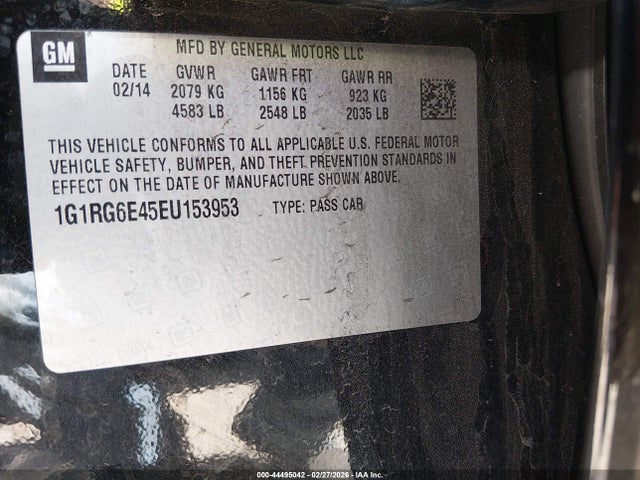 GM
MFD BY GENERAL MOTORS LLC
DATE GVWR GAWR FRT GAWR RR
02/14 2079 KG 1156 KG 923 KG
4583 LB 2548 LB 2035 LB
THIS VEHICLE CONFORMS TO ALL APPLICABLE U.S. FEDERAL MOTOR
VEHICLE SAFETY, BUMPER, AND THEFT PREVENTION STANDARDS IN
EFFECT ON THE DATE OF MANUFACTURE SHOWN ABOVE.
1G1RG6E45EU153953 TYPE: PASS CAR
000-44495042 - 02/27/2026 - IAA Inc.